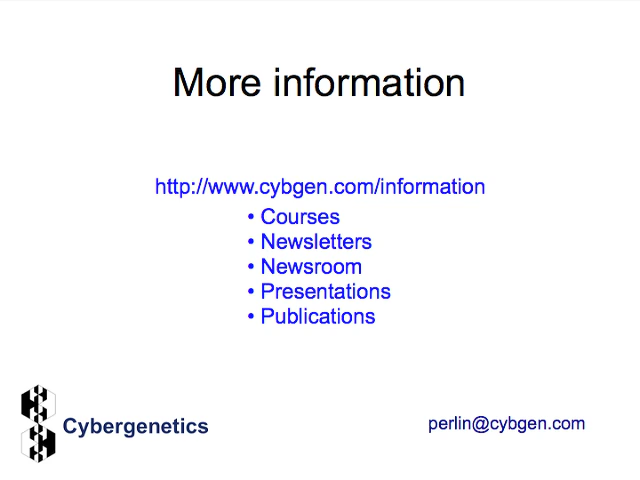 More information
http://www.cybgen.com/information
• Courses
• Newsletters
• Newsroom
• Presentations
• Publications
Cybergenetics
perlin@cybgen.com